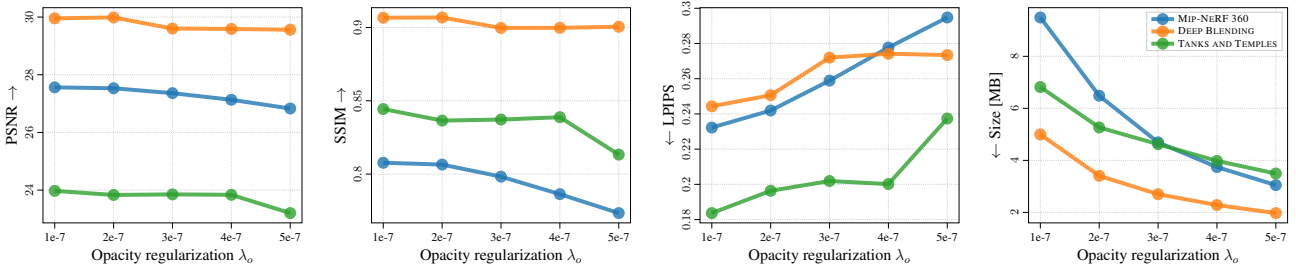 PSNR →
30
28
26
24
1e-7 2e-7 3e-7 4e-7 5e-7
Opacity regularization λo
SSIM →
0.9
0.85
0.8
1e-7 2e-7 3e-7 4e-7 5e-7
Opacity regularization λo
← LPIPS
0.3
0.28
0.26
0.24
0.22
0.2
0.18
1e-7 2e-7 3e-7 4e-7 5e-7
Opacity regularization λo
← Size [MB]
8
6
4
2
MIP-NERF 360
DEEP BLENDING
TANKS AND TEMPLES
1e-7 2e-7 3e-7 4e-7 5e-7
Opacity regularization λo